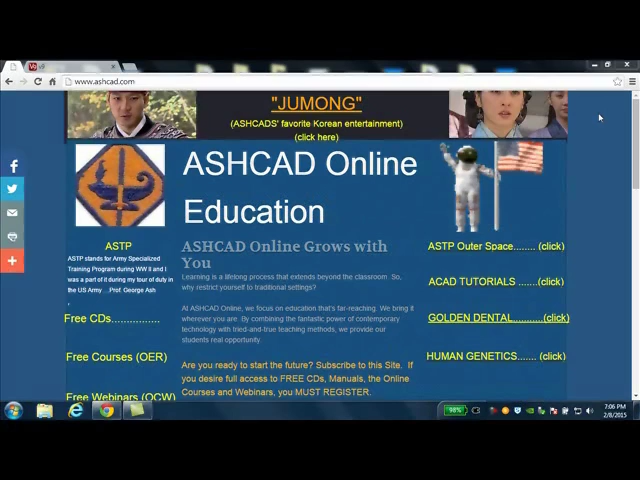 v9
www.ashcad.com
"JUMONG"
(ASHCADS' favorite Korean entertainment)
(click here)
ASHCAD Online
Education
ASTP
ASTP stands for Army Specialized
Training Program during WW II and I
was a part of it during my tour of duty in
the US Army ...Prof. George Ash
,
Free CDs................
Free Courses (OER)
Free Webinars (OCW)
ASHCAD Online Grows with
You
Learning is a lifelong process that extends beyond the classroom. So,
why restrict yourself to traditional settings?
At ASHCAD Online, we focus on education that's far-reaching. We bring it
wherever you are. By combining the fantastic power of contemporary
technology with tried-and-true teaching methods, we provide our
students real opportunity.
Are you ready to start the future? Subscribe to this Site. If
you desire full access to FREE CDs, Manuals, the Online
Courses and Webinars, you MUST REGISTER.
ASTP Outer Space....... (click)
ACAD TUTORIALS ......(click)
GOLDEN DENTAL...........(click)
HUMAN GENETICS...... (click)
98%
7:06 PM
2/8/2015